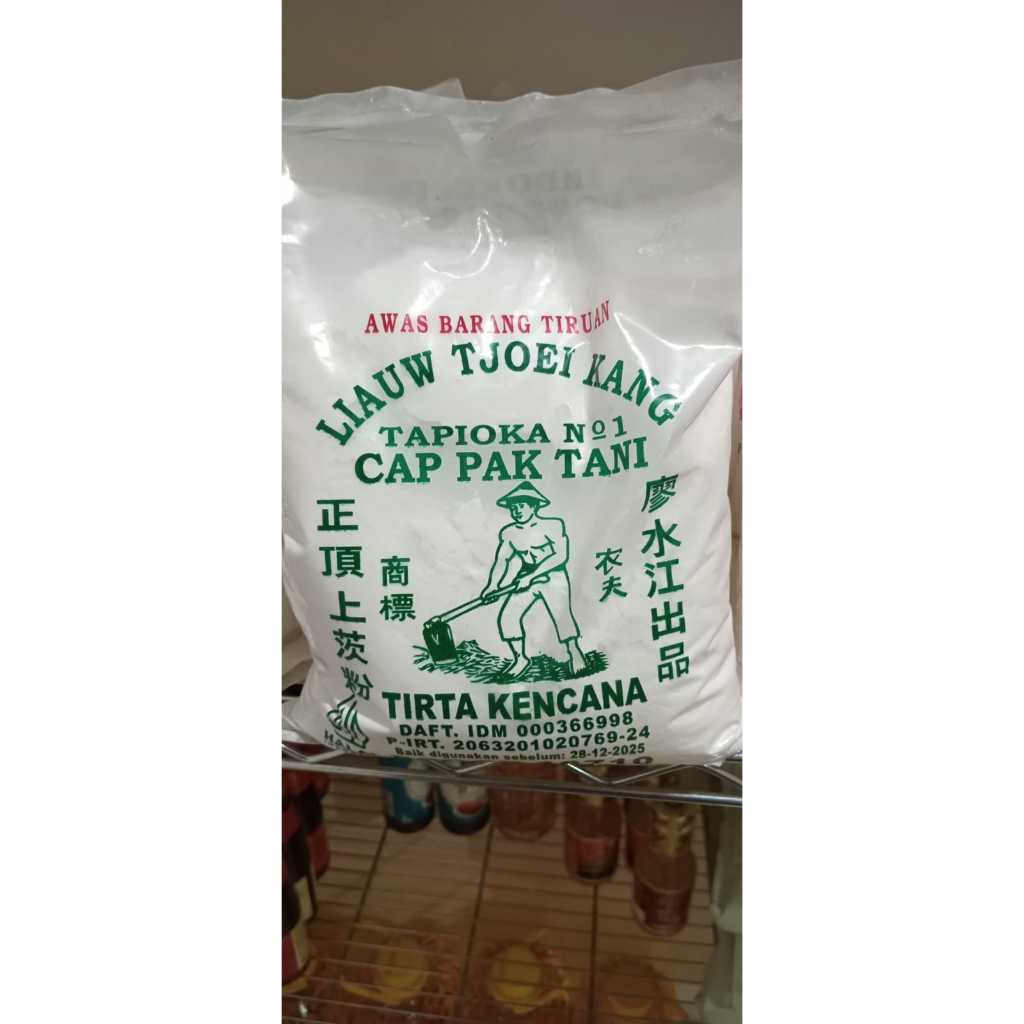 AWAS BARANG TIRUAN
LIAUW TJOEI KANG
TAPIOKA Nº1
CAP PAK TANI
正頂上茨粉
商標
农夫
廖水江出品
TIRTA KENCANA
DAFT. IDM 000366998
P-IRT. 2063201020769-24
Baik digunakan sebelum: 28-12-2025